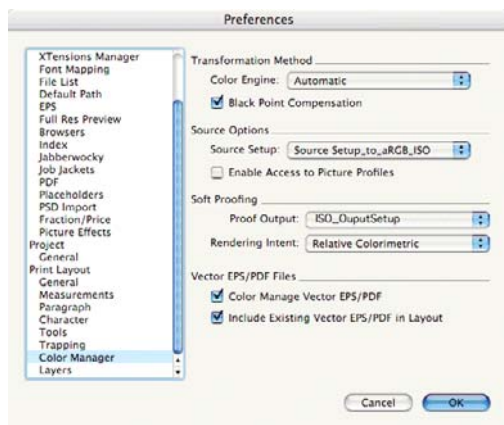 Preferences
XTensions Manager
Font Mapping
File List
Default Path
EPS
Full Res Preview
Browsers
Index
Jabberwocky
Job Jackets
PDF
Placeholders
PSD Import
Fraction/Price
Picture Effects
Project
General
Print Layout
General
Measurements
Paragraph
Character
Tools
Trapping
Color Manager
Layers
Transformation Method
Color Engine: Automatic
Black Point Compensation
Source Options
Source Setup: Source Setup_to_aRGB_ISO
Enable Access to Picture Profiles
Soft Proofing
Proof Output: ISO_OuputSetup
Rendering Intent: Relative Colorimetric
Vector EPS/PDF Files
Color Manage Vector EPS/PDF
Include Existing Vector EPS/PDF in Layout
Cancel OK